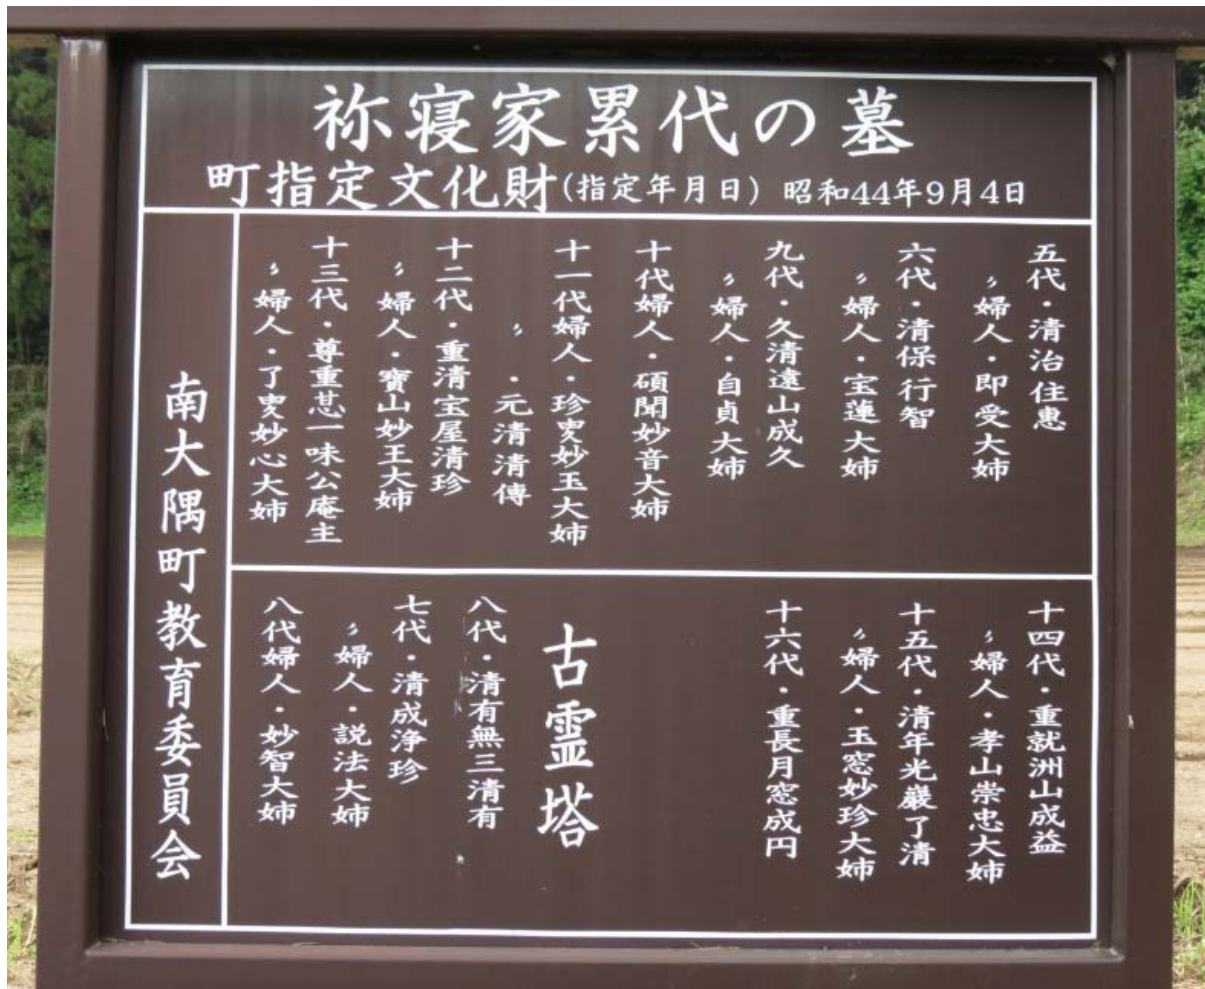 祢寝家累代の墓
町指定文化財(指定年月日) 昭和44年9月4日
五代・清治住惠
〃婦人・即受大姉
六代・清保行智
〃婦人・宝蓮大姉
九代・久清遠山成久
〃婦人・自貞大姉
十代婦人・碩聞妙音大姉
十一代婦人・珍叟妙玉大姉
〃・元清清傳
十二代・重清宝屋清珍
〃婦人・寶山妙王大姉
十三代・尊重恝一味公庵主
〃婦人・了叟妙心大姉
十四代・重就洲山成益
〃婦人・孝山崇忠大姉
十五代・清年光巖了清
〃婦人・玉窓妙珍大姉
十六代・重長月窓成円
古霊塔
八代・清有無三清有
七代・清成浄珍
〃婦人・説法大姉
八代婦人・妙智大姉
南大隅町教育委員会